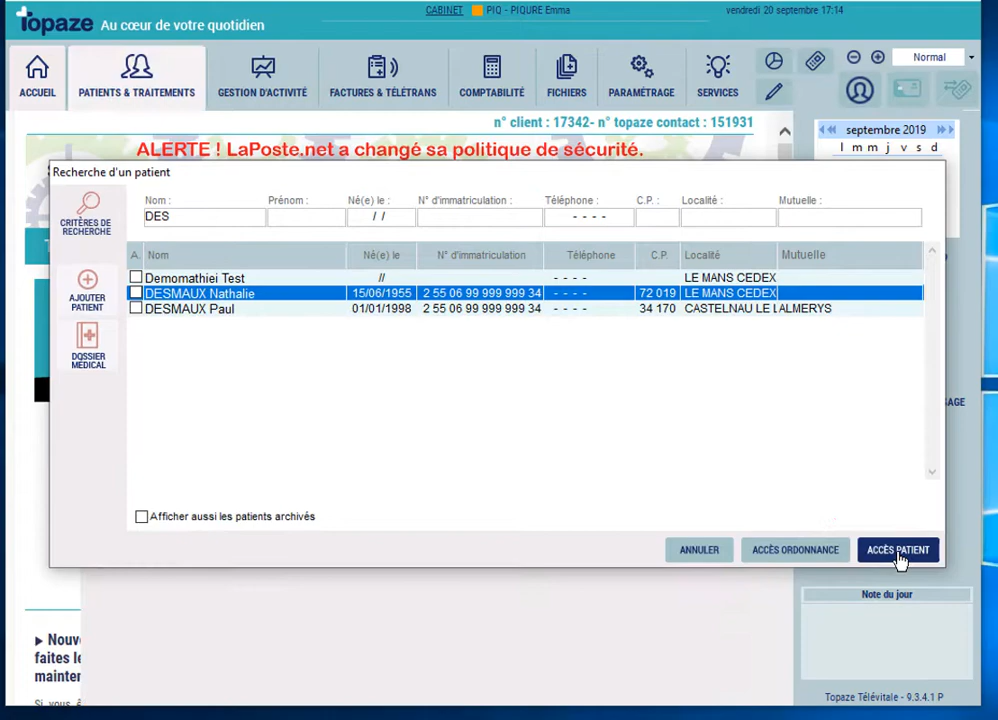 topaze Au cœur de votre quotidien
CABINET PIQ - PIQURE Emma
vendredi 20 septembre 17:14
ACCUEIL
PATIENTS & TRAITEMENTS
GESTION D'ACTIVITÉ
FACTURES & TÉLÉTRANS
COMPTABILITÉ
FICHIERS
PARAMÉTRAGE
SERVICES
Normal
n° client : 17342- n° topaze contact : 151931
septembre 2019
l m m j v s d
ALERTE ! LaPoste.net a changé sa politique de sécurité.
Recherche d'un patient
CRITÈRES DE
RECHERCHE
AJOUTER
PATIENT
DOSSIER
MÉDICAL
Nom : Prénom : Né(e) le : N° d'immatriculation : Téléphone : C.P. : Localité : Mutuelle :
DES / / - - - -
A. Nom Né(e) le N° d'immatriculation Téléphone C.P. Localité Mutuelle
Demomathiei Test // - - - - LE MANS CEDEX
DESMAUX Nathalie 15/06/1955 2 55 06 99 999 999 34 - - - - 72 019 LE MANS CEDEX
DESMAUX Paul 01/01/1998 2 55 06 99 999 999 34 - - - - 34 170 CASTELNAU LE L ALMERYS
Afficher aussi les patients archivés
ANNULER
ACCÈS ORDONNANCE
ACCÈS PATIENT
Note du jour
▶ Nouv
faites le
mainter
Topaze Télévitale - 9.3.4.1 P